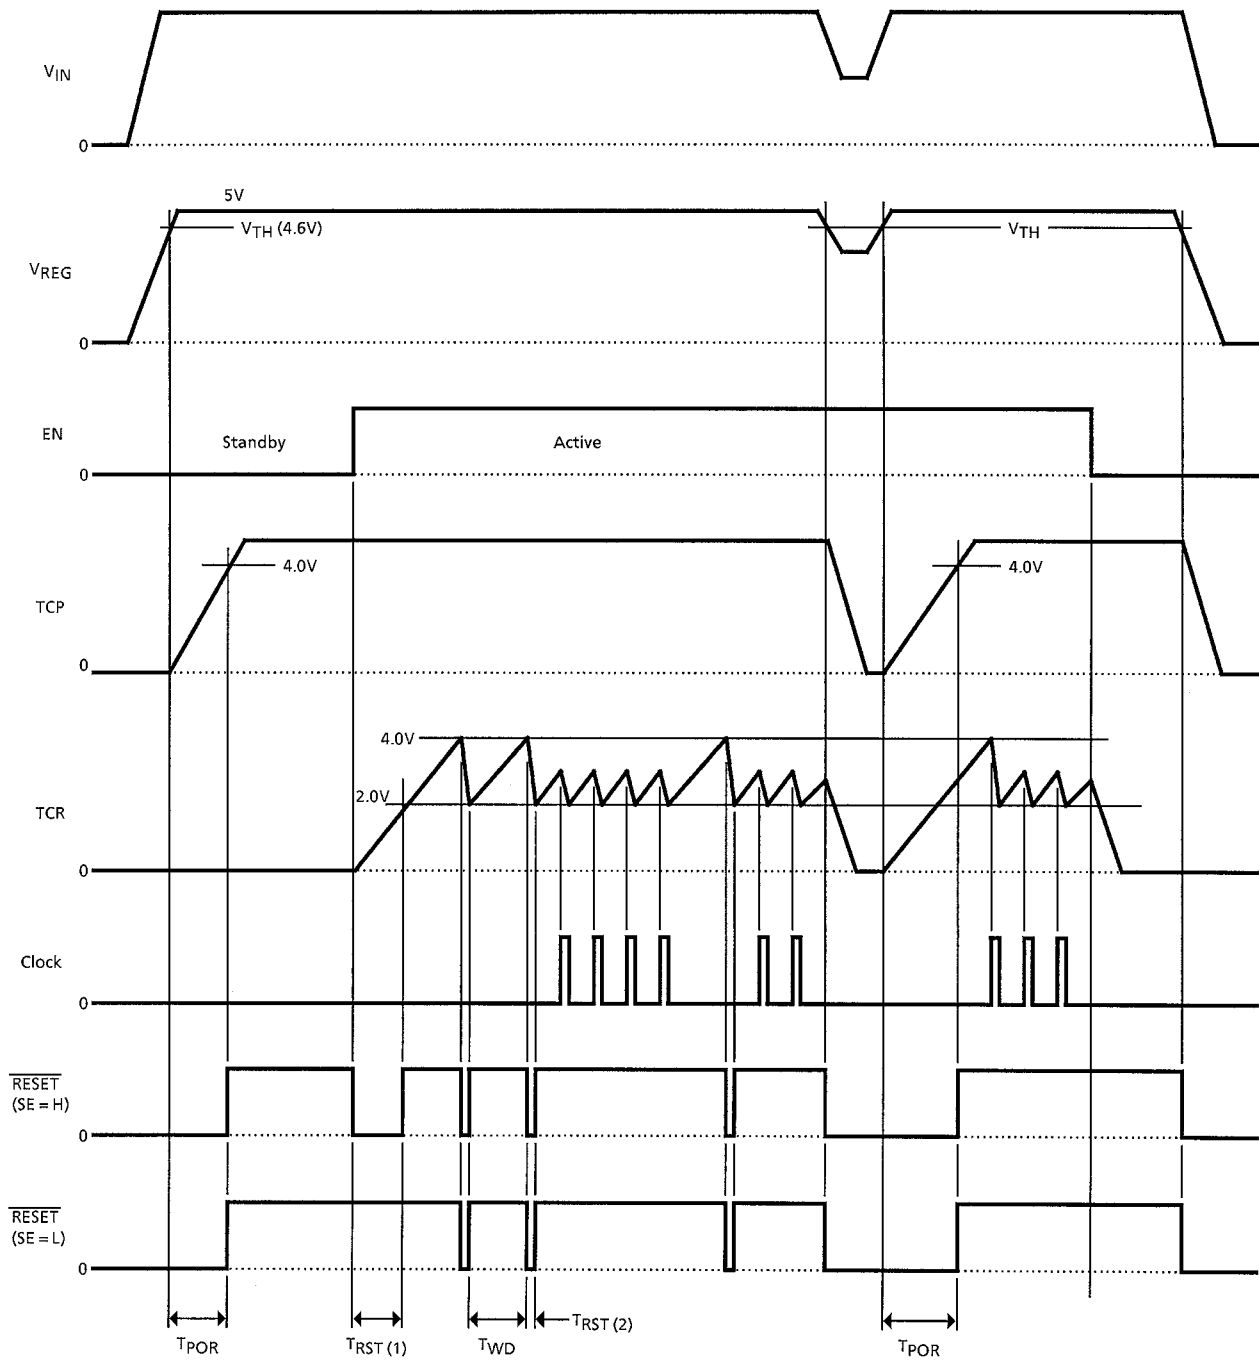 VIN
0
5V
VTH (4.6V)
VTH
VREG
0
EN
Standby
Active
0
4.0V
4.0V
TCP
0
4.0V
2.0V
TCR
0
Clock
0
RESET
(SE = H)
0
RESET
(SE = L)
0
TPOR
TRST (1)
TWD
TRST (2)
TPOR